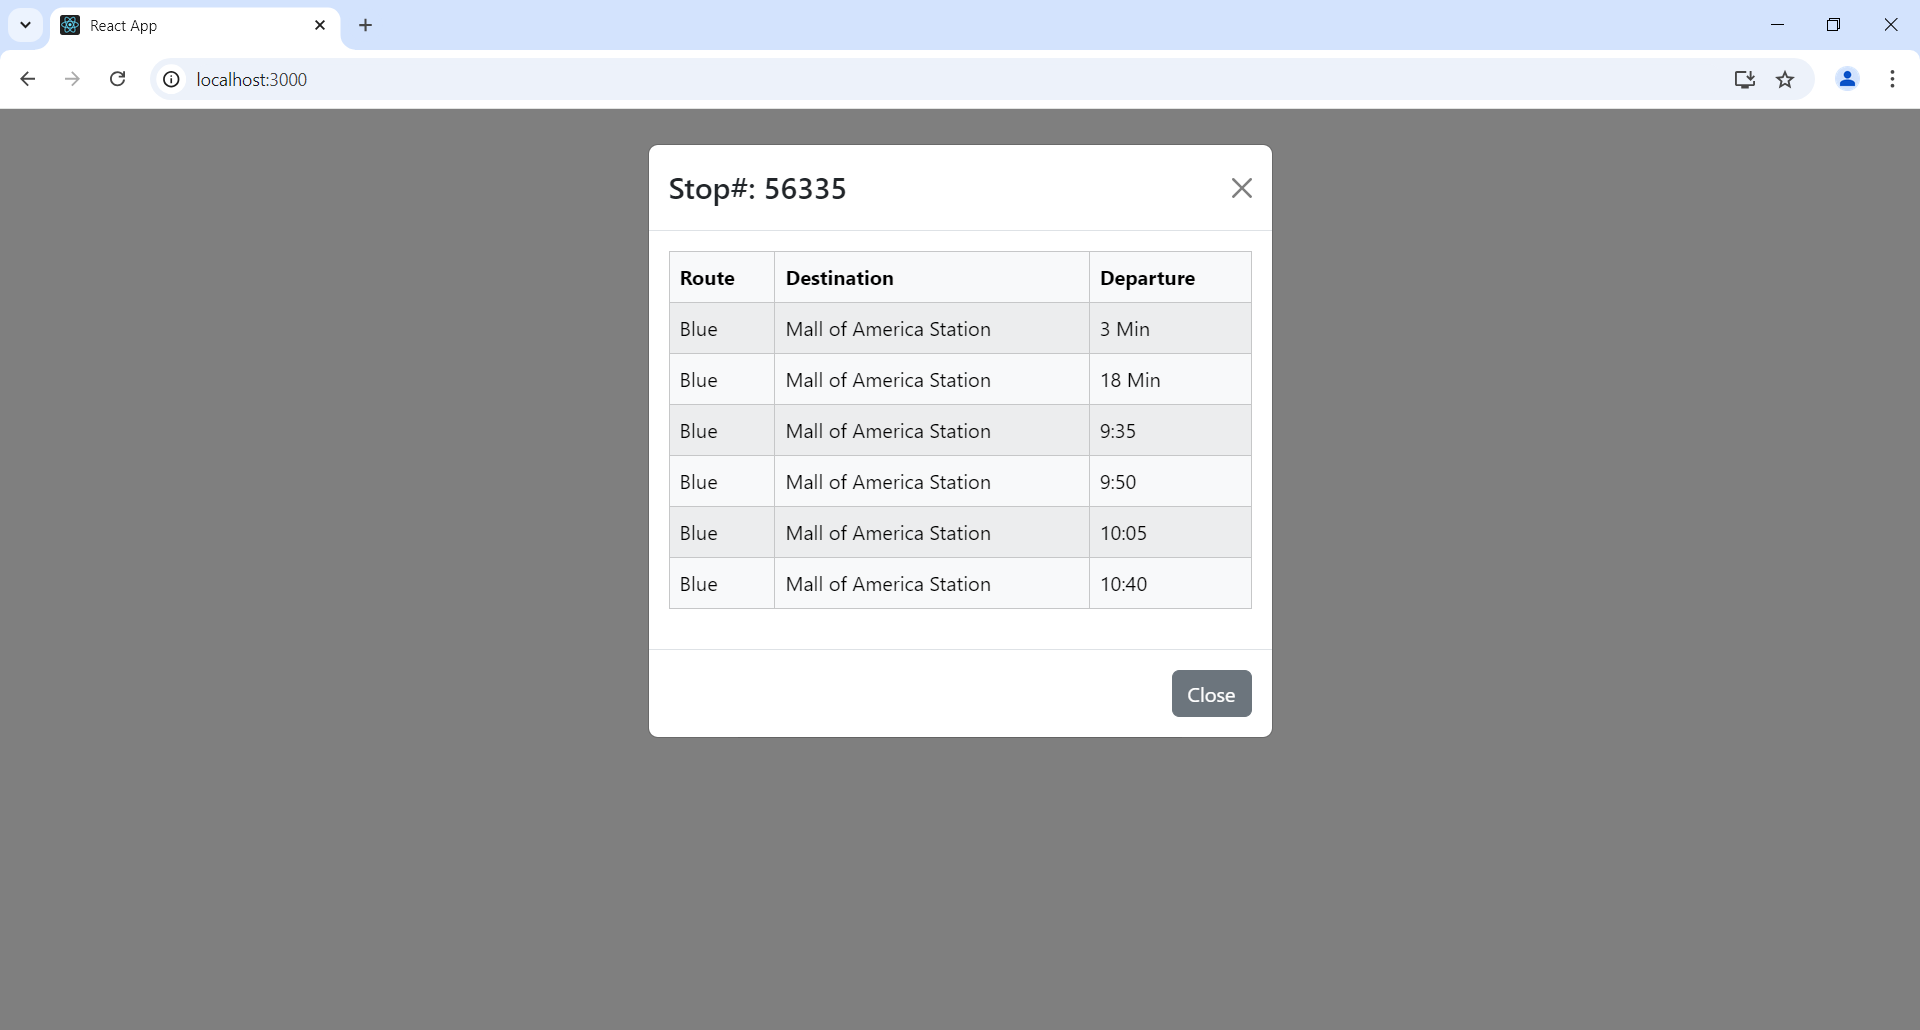 React App
localhost:3000
Stop#: 56335
Route Destination Departure
Blue Mall of America Station 3 Min
Blue Mall of America Station 18 Min
Blue Mall of America Station 9:35
Blue Mall of America Station 9:50
Blue Mall of America Station 10:05
Blue Mall of America Station 10:40
Close